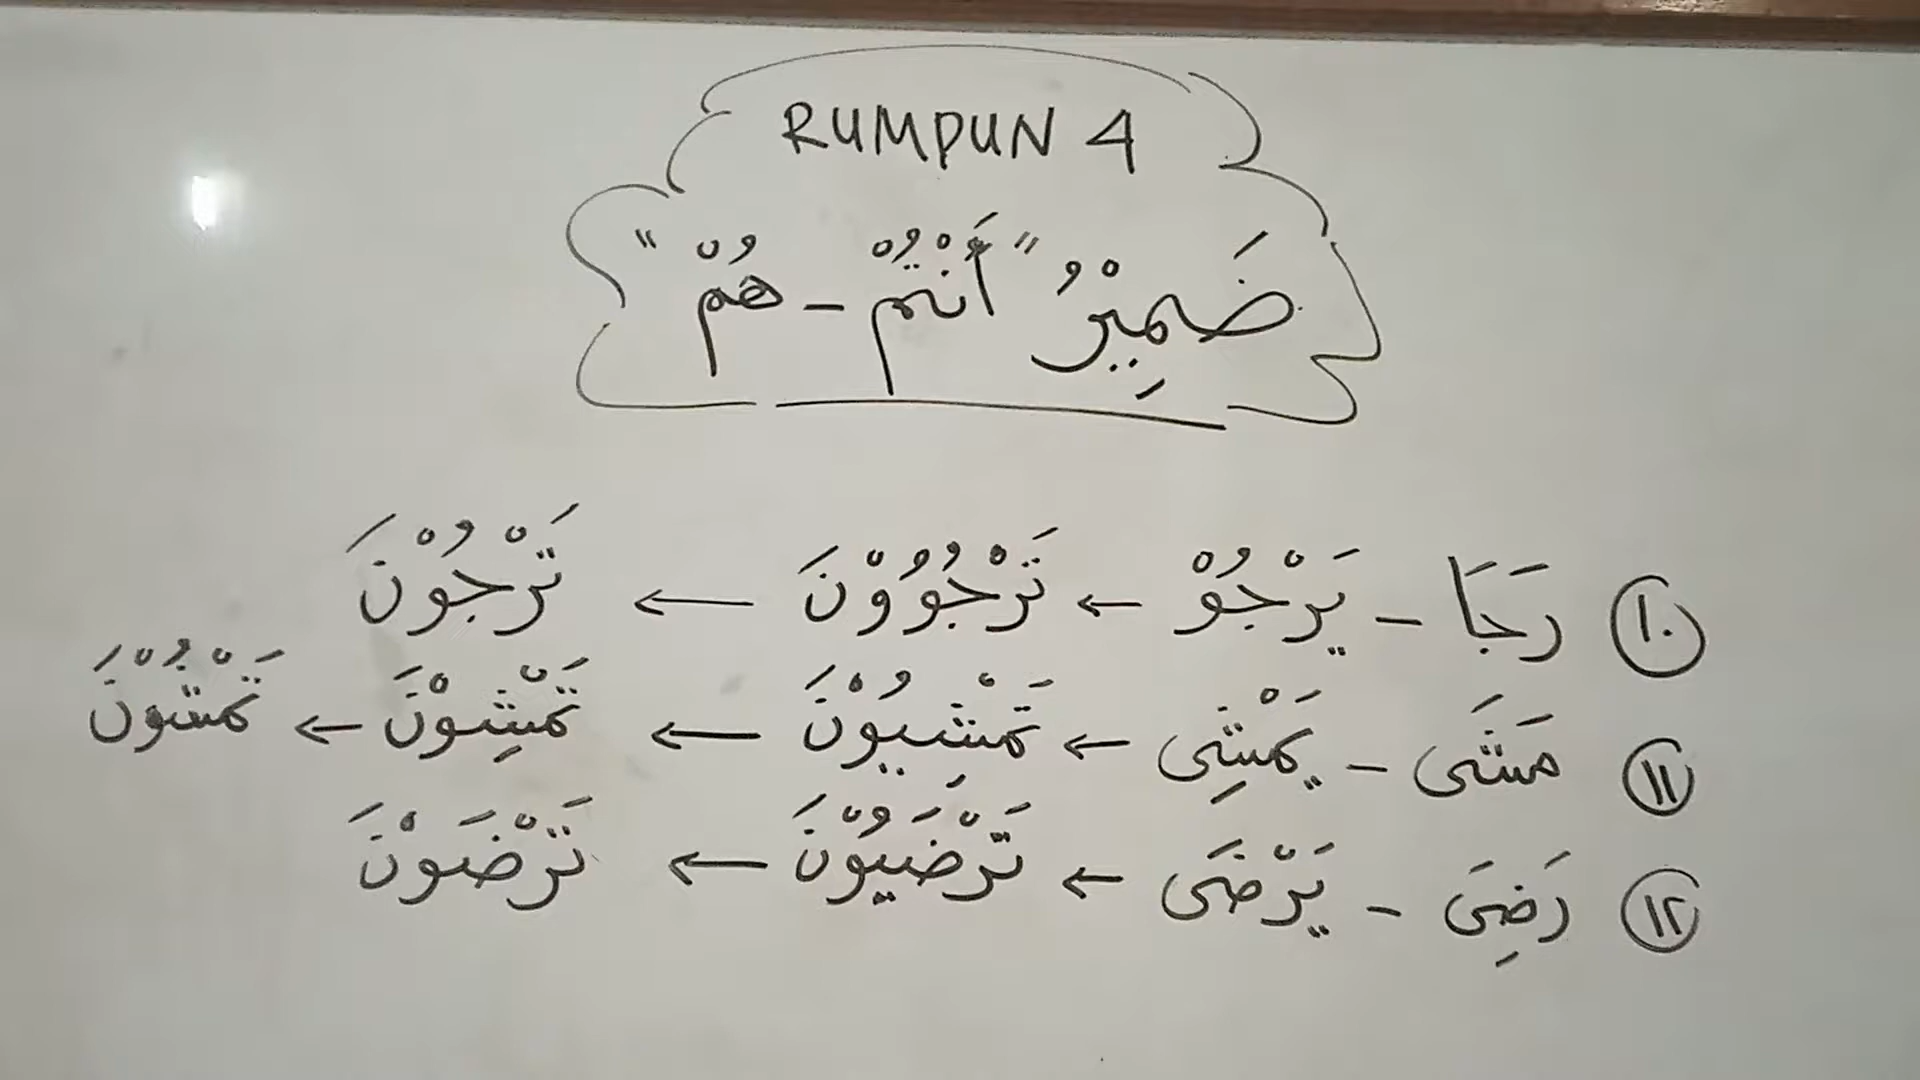 RUMPUN 4
ضَمِيْرُ "أَنْتُمْ - هُمْ"
١٠ رَجَا - يَرْجُوْ ← تَرْجُوُوْنَ ← تَرْجُوْنَ
١١ مَشَى - يَمْشِى ← تَمْشِيُوْنَ ← تَمْشِوْنَ ← تَمْشُوْنَ
١٢ رَضِىَ - يَرْضَى ← تَرْضَيُوْنَ ← تَرْضَوْنَ